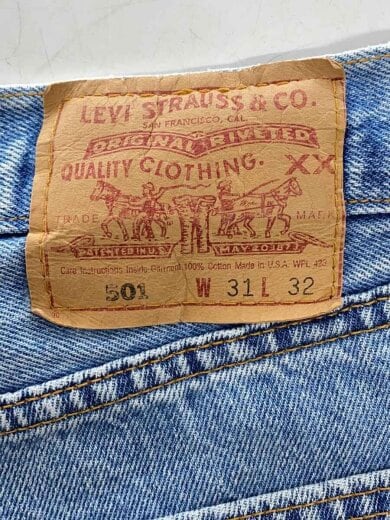 LEVI STRAUSS & CO.
SAN FRANCISCO, CAL.
ORIGINAL RIVETED
QUALITY CLOTHING. XX
TRADE MARK
PATENTED IN U.S. MAY 20 1873
Care Instructions Inside Garment 100% Cotton Made in U.S.A. WPL 423
501 W 31 L 32